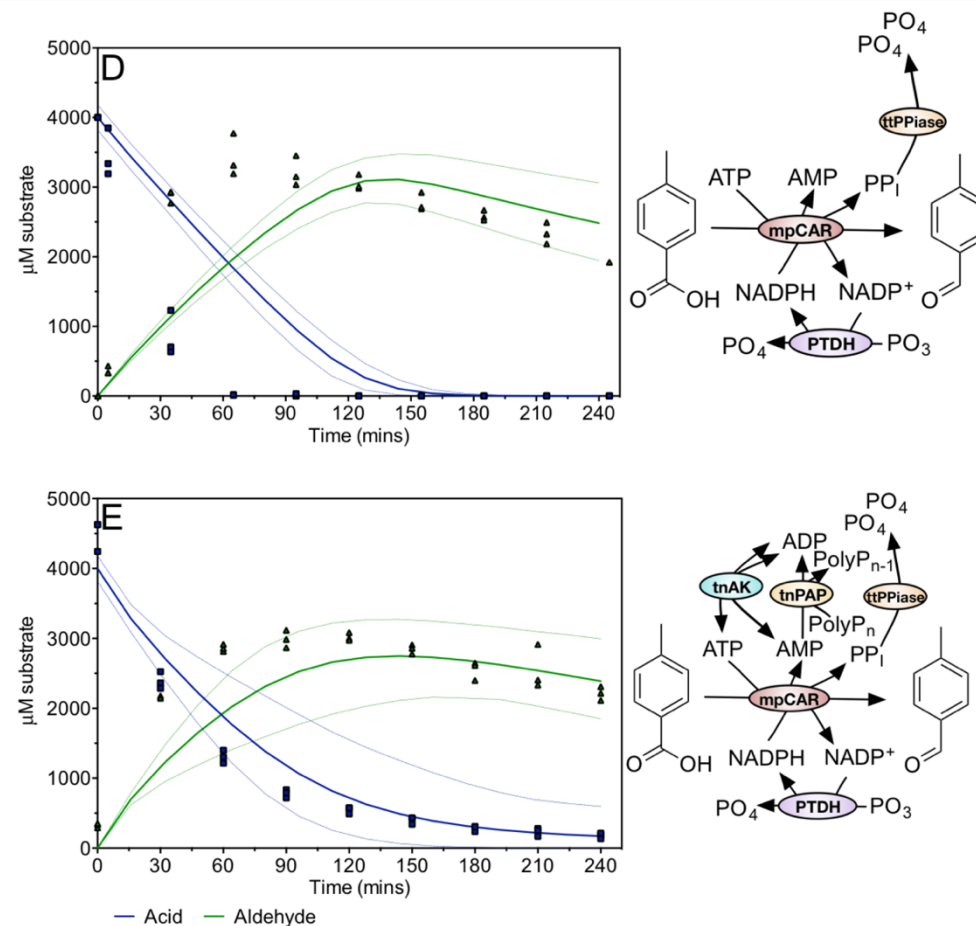 D
5000
4000
3000
2000
1000
0
µM substrate
0 30 60 90 120 150 180 210 240
Time (mins)
PO4
PO4
ttPPiase
ATP AMP PPI
mpCAR
O OH NADPH NADP+ O
PO4 PTDH PO3
E
5000
4000
3000
2000
1000
0
µM substrate
0 30 60 90 120 150 180 210 240
Time (mins)
Acid Aldehyde
PO4
PO4
ADP
PolyPn-1
tnAK tnPAP ttPPiase
PolyPn
ATP AMP PPI
mpCAR
O OH NADPH NADP+ O
PO4 PTDH PO3